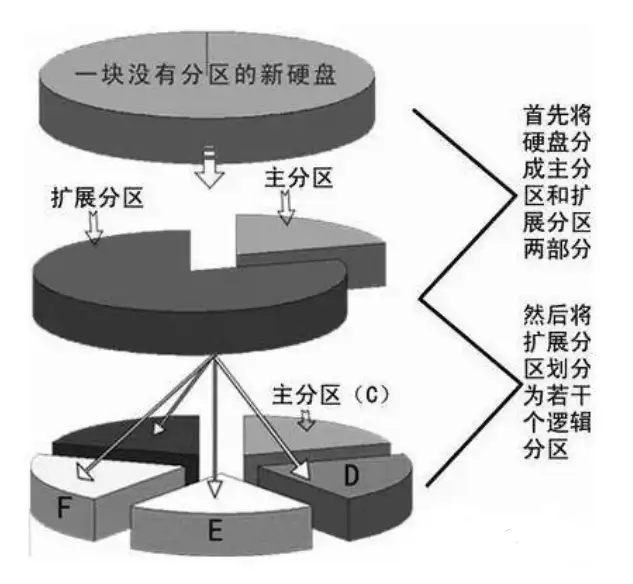 一块没有分区的新硬盘
扩展分区
主分区
首先将
硬盘分
成主分
区和扩
展分区
两部分
主分区（C）
然后将
扩展分
区划分
为若干
个逻辑
分区
F
E
D